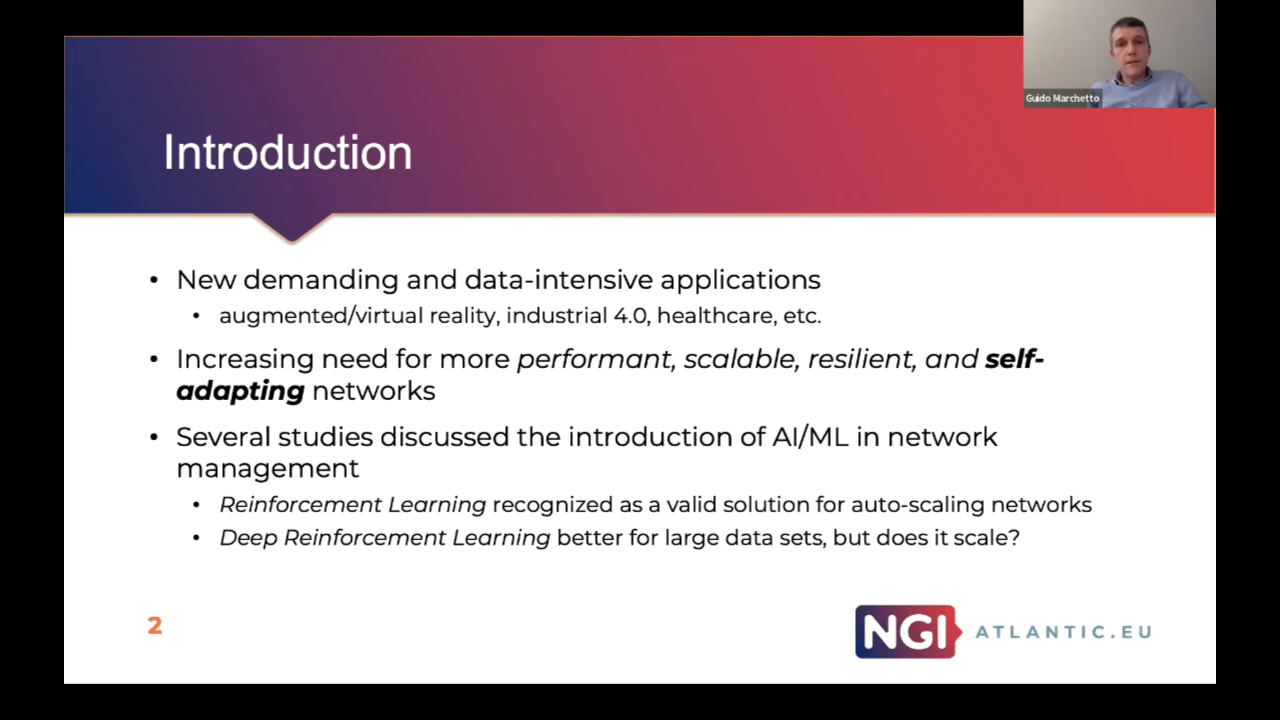 Guido Marchetto
Introduction
• New demanding and data-intensive applications
• augmented/virtual reality, industrial 4.0, healthcare, etc.
• Increasing need for more performant, scalable, resilient, and self-
adapting networks
• Several studies discussed the introduction of AI/ML in network
management
• Reinforcement Learning recognized as a valid solution for auto-scaling networks
• Deep Reinforcement Learning better for large data sets, but does it scale?
2
NGI ATLANTIC.EU